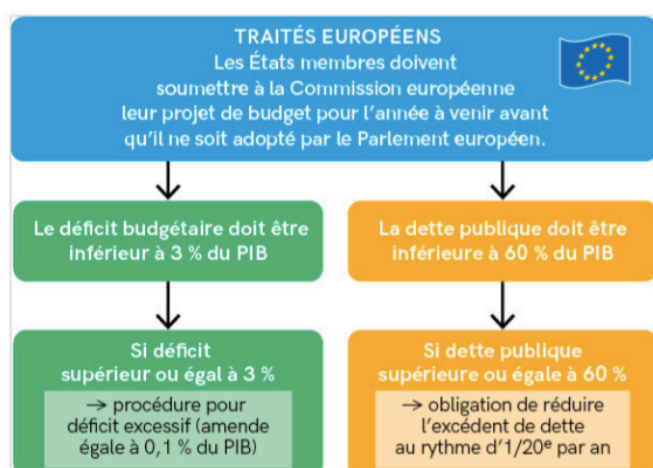 TRAITÉS EUROPÉENS
Les États membres doivent
soumettre à la Commission européenne
leur projet de budget pour l'année à venir avant
qu'il ne soit adopté par le Parlement européen.
Le déficit budgétaire doit être
inférieur à 3 % du PIB
La dette publique doit être
inférieure à 60 % du PIB
Si déficit
supérieur ou égal à 3 %
→ procédure pour
déficit excessif (amende
égale à 0,1 % du PIB)
Si dette publique
supérieure ou égale à 60 %
→ obligation de réduire
l'excédent de dette
au rythme d'1/20e par an